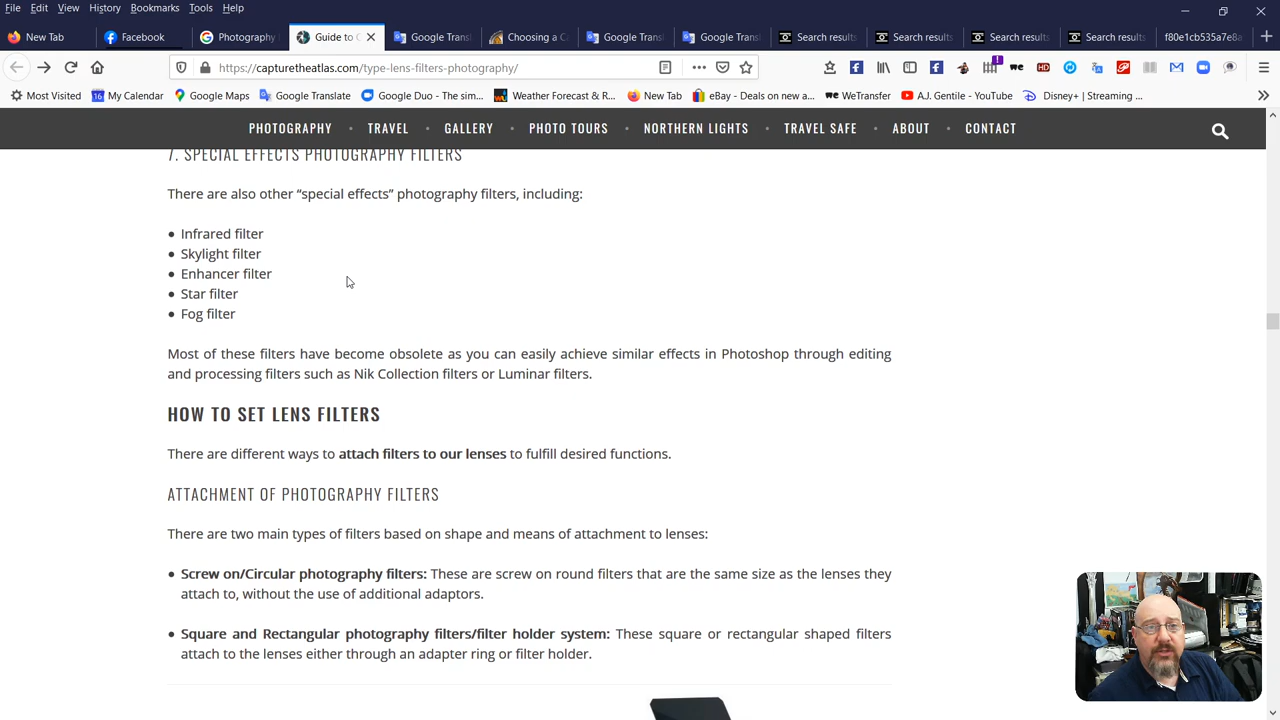 File Edit View History Bookmarks Tools Help
New Tab Facebook Photography Guide to C Google Transl Choosing a C Google Transl Google Transl Search results Search results Search results Search results f80e1cb535a7e8a
https://capturetheatlas.com/type-lens-filters-photography/
Most Visited My Calendar Google Maps Google Translate Google Duo - The sim... Weather Forecast & R... New Tab eBay - Deals on new a... WeTransfer A.J. Gentile - YouTube Disney+ | Streaming ...
PHOTOGRAPHY • TRAVEL • GALLERY • PHOTO TOURS • NORTHERN LIGHTS • TRAVEL SAFE • ABOUT • CONTACT
7. SPECIAL EFFECTS PHOTOGRAPHY FILTERS
There are also other “special effects” photography filters, including:
• Infrared filter
• Skylight filter
• Enhancer filter
• Star filter
• Fog filter
Most of these filters have become obsolete as you can easily achieve similar effects in Photoshop through editing
and processing filters such as Nik Collection filters or Luminar filters.
HOW TO SET LENS FILTERS
There are different ways to attach filters to our lenses to fulfill desired functions.
ATTACHMENT OF PHOTOGRAPHY FILTERS
There are two main types of filters based on shape and means of attachment to lenses:
• Screw on/Circular photography filters: These are screw on round filters that are the same size as the lenses they
attach to, without the use of additional adaptors.
• Square and Rectangular photography filters/filter holder system: These square or rectangular shaped filters
attach to the lenses either through an adapter ring or filter holder.